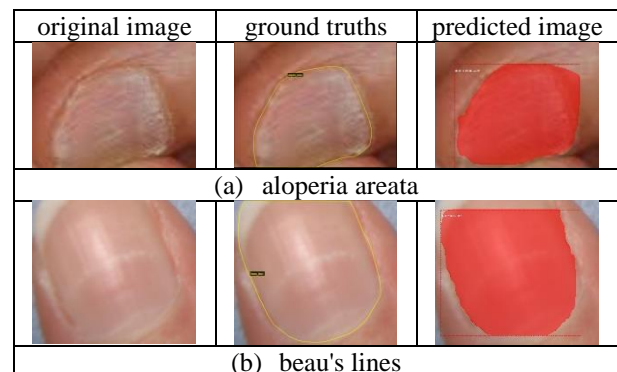 original image ground truths predicted image
(a) aloperia areata
(b) beau's lines